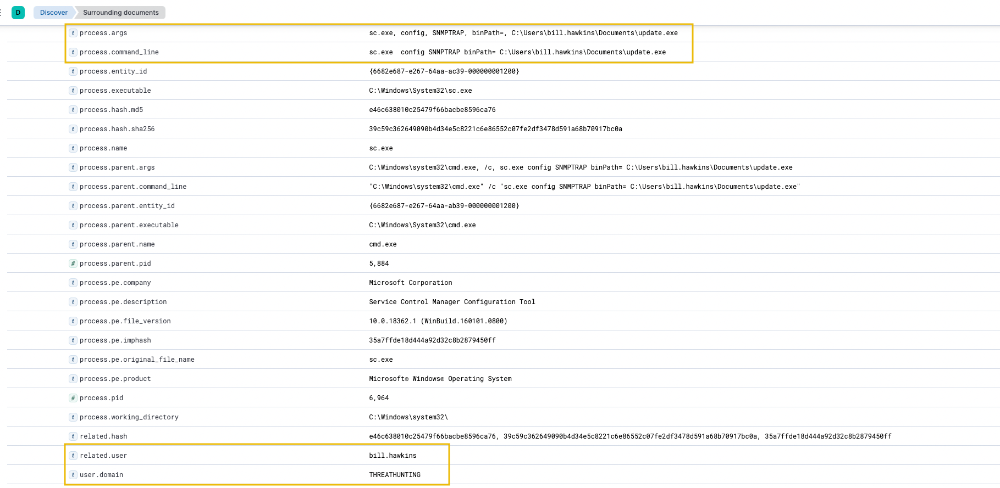 D Discover Surrounding documents
t process.args sc.exe, config, SNMPTRAP, binPath=, C:\Users\bill.hawkins\Documents\update.exe
t process.command_line sc.exe  config SNMPTRAP binPath= C:\Users\bill.hawkins\Documents\update.exe
t process.entity_id {6682e687-e267-64aa-ac39-000000001200}
t process.executable C:\Windows\System32\sc.exe
t process.hash.md5 e46c638010c25479f66bacbe8596ca76
t process.hash.sha256 39c59c362649090b4d34e5c8221c6e86552c07fe2df3478d591a68b70917bc0a
t process.name sc.exe
t process.parent.args C:\Windows\system32\cmd.exe, /c, sc.exe config SNMPTRAP binPath= C:\Users\bill.hawkins\Documents\update.exe
t process.parent.command_line "C:\Windows\system32\cmd.exe" /c "sc.exe config SNMPTRAP binPath= C:\Users\bill.hawkins\Documents\update.exe"
t process.parent.entity_id {6682e687-e267-64aa-ab39-000000001200}
t process.parent.executable C:\Windows\System32\cmd.exe
t process.parent.name cmd.exe
# process.parent.pid 5,884
t process.pe.company Microsoft Corporation
t process.pe.description Service Control Manager Configuration Tool
t process.pe.file_version 10.0.18362.1 (WinBuild.160101.0800)
t process.pe.imphash 35a7ffde18d444a92d32c8b2879450ff
t process.pe.original_file_name sc.exe
t process.pe.product Microsoft® Windows® Operating System
# process.pid 6,964
t process.working_directory C:\Windows\system32\
t related.hash e46c638010c25479f66bacbe8596ca76, 39c59c362649090b4d34e5c8221c6e86552c07fe2df3478d591a68b70917bc0a, 35a7ffde18d444a92d32c8b2879450ff
t related.user bill.hawkins
t user.domain THREATHUNTING